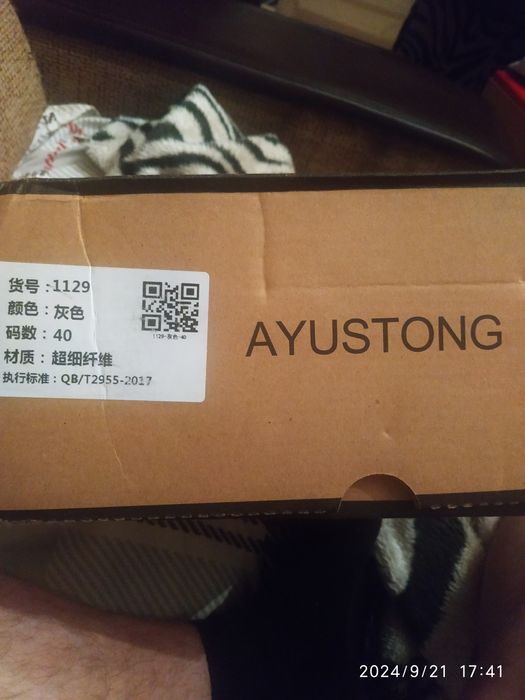 货号：1129
颜色：灰色
码数：40
材质：超细纤维
执行标准：QB/T2955-2017
1129-灰色-40
AYUSTONG
2024/9/21 17:41